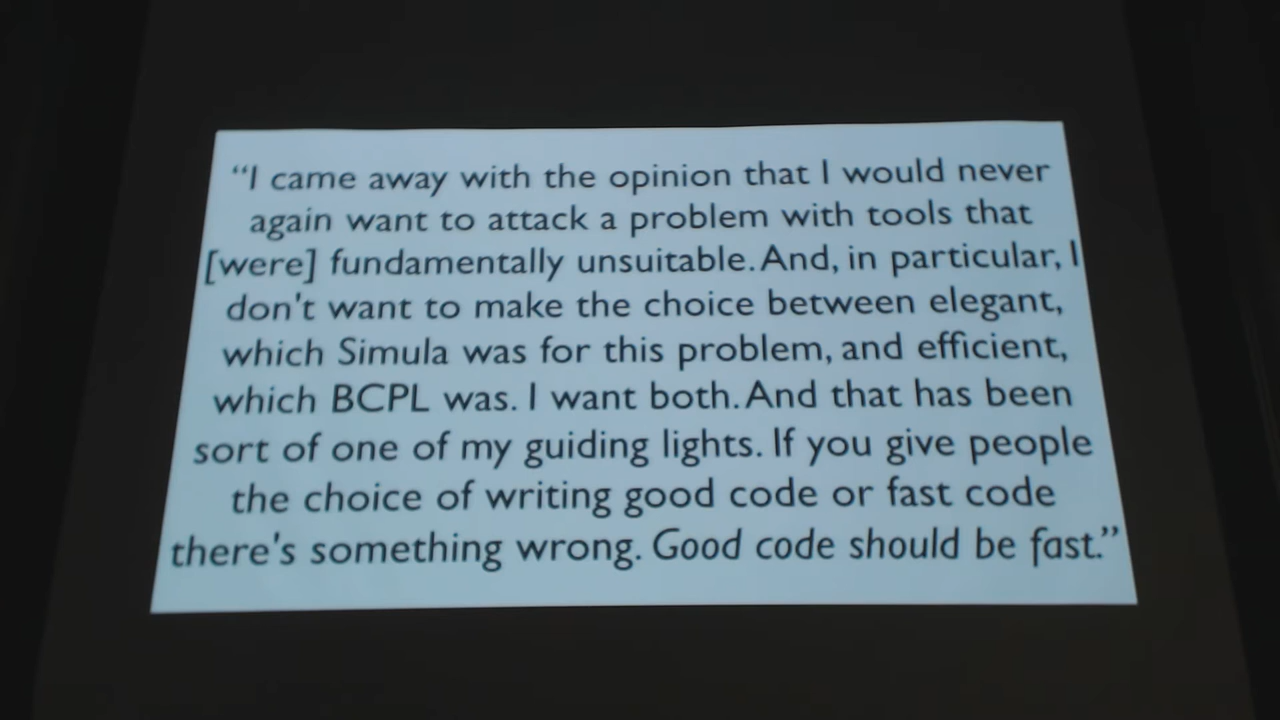 “I came away with the opinion that I would never
again want to attack a problem with tools that
[were] fundamentally unsuitable. And, in particular, I
don't want to make the choice between elegant,
which Simula was for this problem, and efficient,
which BCPL was. I want both. And that has been
sort of one of my guiding lights. If you give people
the choice of writing good code or fast code
there's something wrong. Good code should be fast.”